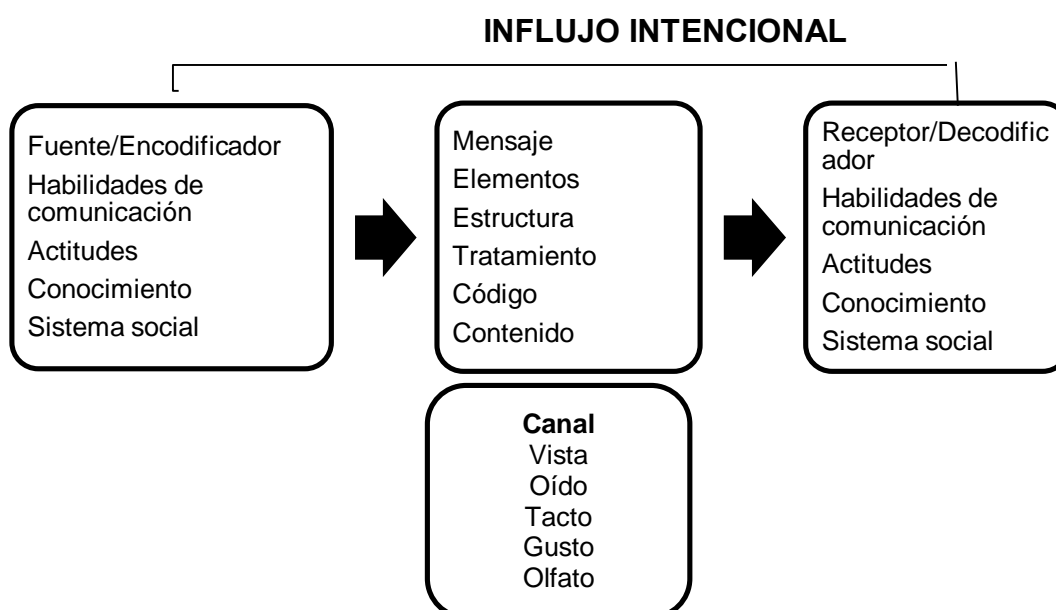 INFLUJO INTENCIONAL
Fuente/Encodificador
Habilidades de
comunicación
Actitudes
Conocimiento
Sistema social
Mensaje
Elementos
Estructura
Tratamiento
Código
Contenido
Receptor/Decodific
ador
Habilidades de
comunicación
Actitudes
Conocimiento
Sistema social
Canal
Vista
Oído
Tacto
Gusto
Olfato